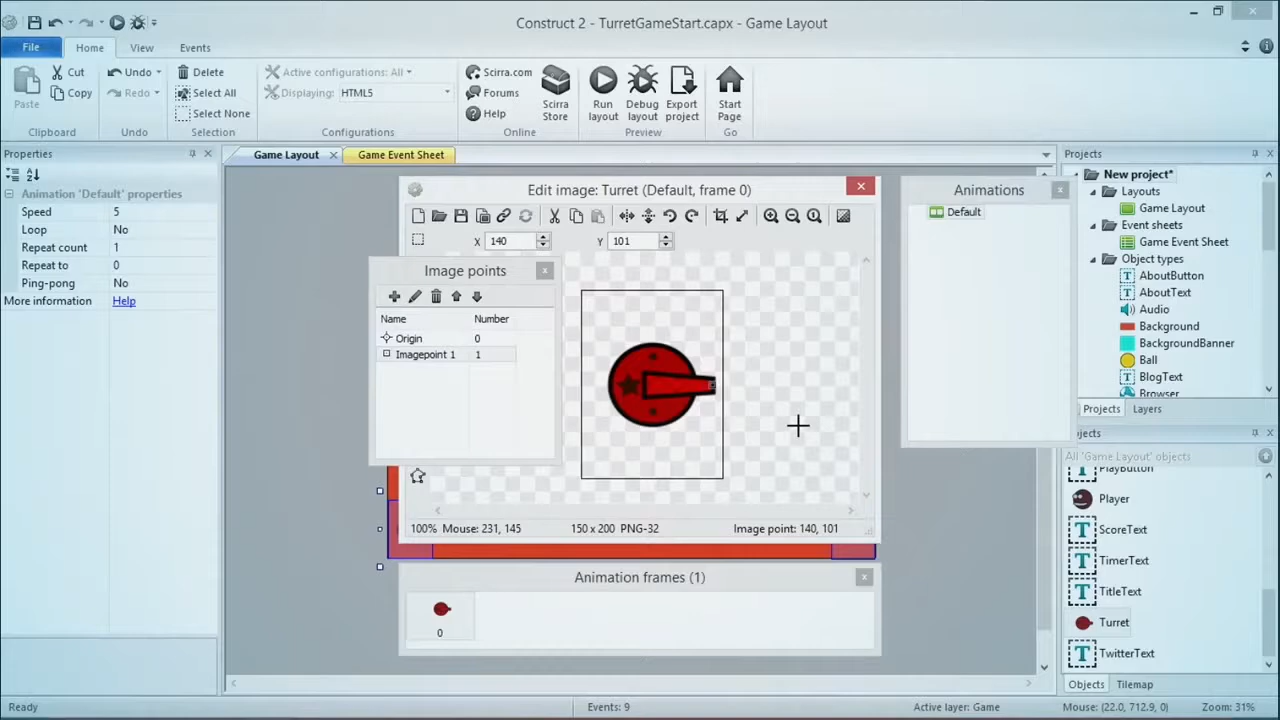 Construct 2 - TurretGameStart.capx - Game Layout
File Home View Events
Cut
Copy
Paste
Clipboard
Undo
Redo
Undo
Delete
Select All
Select None
Selection
Active configurations: All
Displaying: HTML5
Configurations
Scirra.com
Forums
Help
Scirra
Store
Online
Run
layout
Debug
layout
Export
project
Preview
Start
Page
Go
Properties
Animation 'Default' properties
Speed 5
Loop No
Repeat count 1
Repeat to 0
Ping-pong No
More information Help
Game Layout
Game Event Sheet
Edit image: Turret (Default, frame 0)
X 140 Y 101
Image points
Name Number
Origin 0
Imagepoint 1 1
100% Mouse: 231, 145 150 x 200 PNG-32 Image point: 140, 101
Animation frames (1)
0
Animations
Default
Projects
New project*
Layouts
Game Layout
Event sheets
Game Event Sheet
Object types
AboutButton
AboutText
Audio
Background
BackgroundBanner
Ball
BlogText
Browser
Projects Layers
jects
All 'Game Layout' objects
PlayButton
Player
ScoreText
TimerText
TitleText
Turret
TwitterText
Objects Tilemap
Ready Events: 9 Active layer: Game Mouse: (22.0, 712.9, 0) Zoom: 31%